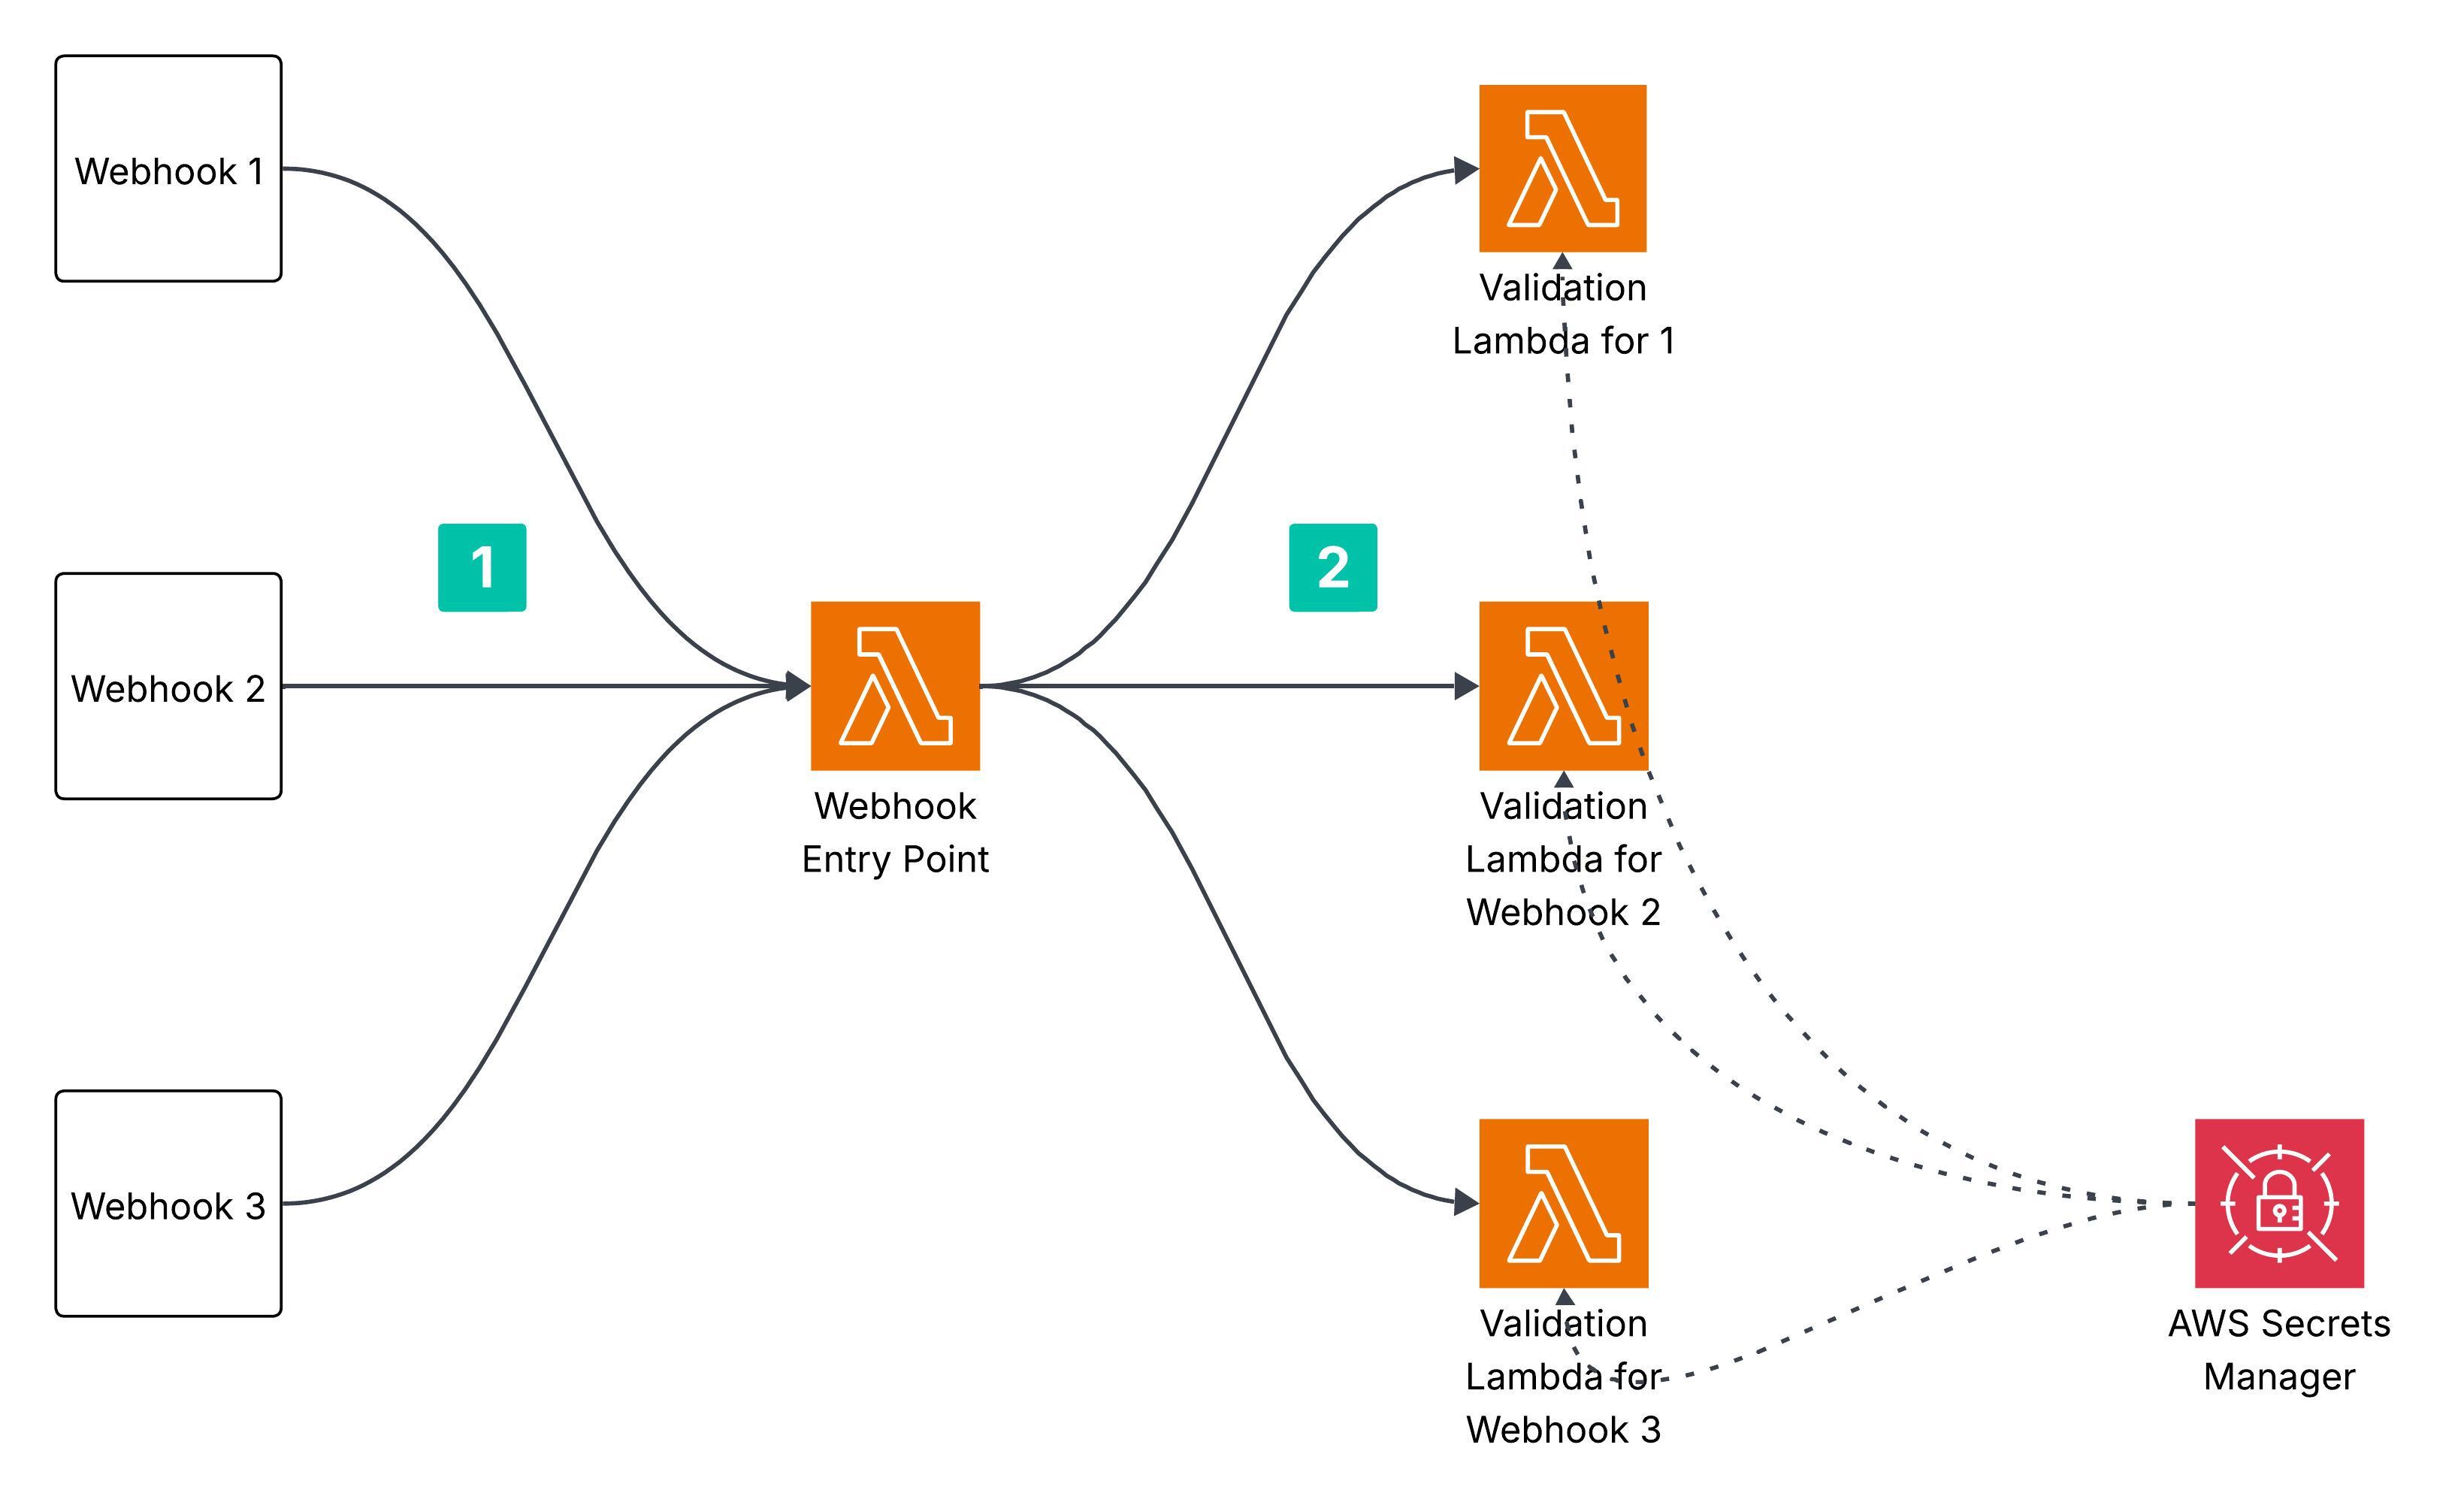 Webhook 1
Validation
Lambda for 1
1
2
Webhook 2
Webhook
Entry Point
Validation
Lambda for
Webhook 2
Webhook 3
Validation
Lambda for
Webhook 3
AWS Secrets
Manager